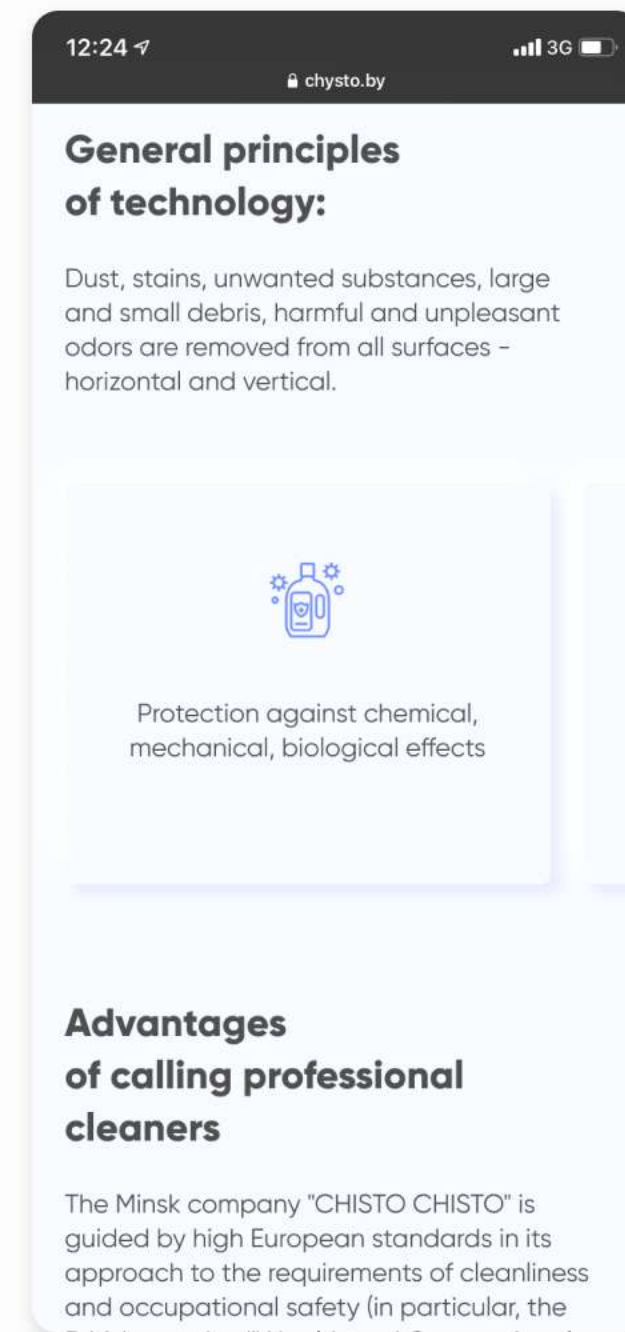 12:24
3G
chysto.by
General principles
of technology:
Dust, stains, unwanted substances, large
and small debris, harmful and unpleasant
odors are removed from all surfaces -
horizontal and vertical.
Protection against chemical,
mechanical, biological effects
Advantages
of calling professional
cleaners
The Minsk company "CHISTO CHISTO" is
guided by high European standards in its
approach to the requirements of cleanliness
and occupational safety (in particular, the